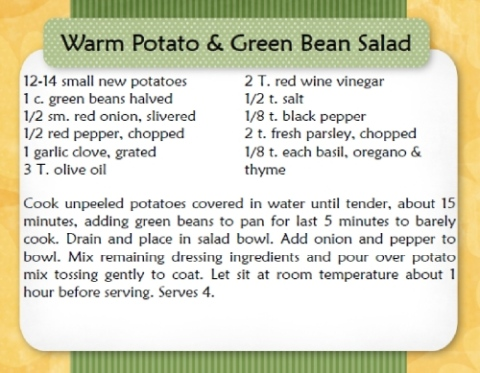 Warm Potato & Green Bean Salad
12-14 small new potatoes
1 c. green beans halved
1/2 sm. red onion, slivered
1/2 red pepper, chopped
1 garlic clove, grated
3 T. olive oil
2 T. red wine vinegar
1/2 t. salt
1/8 t. black pepper
2 t. fresh parsley, chopped
1/8 t. each basil, oregano &
thyme
Cook unpeeled potatoes covered in water until tender, about 15
minutes, adding green beans to pan for last 5 minutes to barely
cook. Drain and place in salad bowl. Add onion and pepper to
bowl. Mix remaining dressing ingredients and pour over potato
mix tossing gently to coat. Let sit at room temperature about 1
hour before serving. Serves 4.